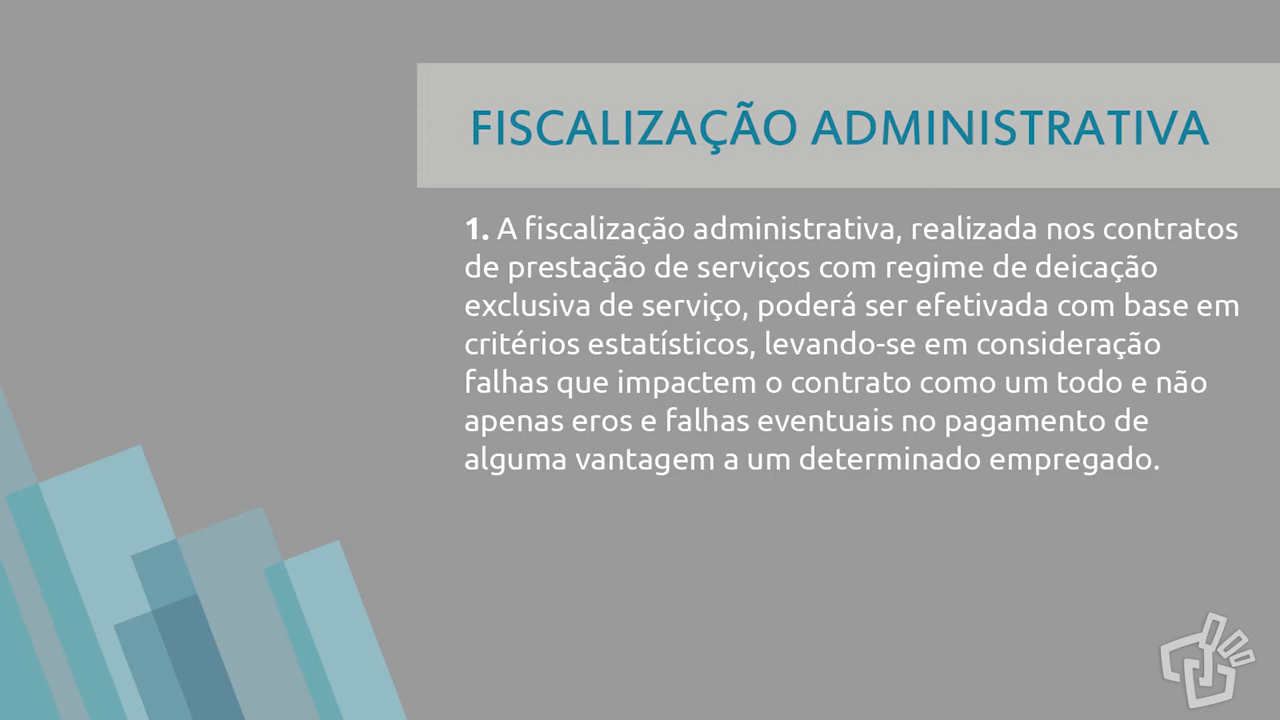 FISCALIZAÇÃO ADMINISTRATIVA
1. A fiscalização administrativa, realizada nos contratos
de prestação de serviços com regime de deicação
exclusiva de serviço, poderá ser efetivada com base em
critérios estatísticos, levando-se em consideração
falhas que impactem o contrato como um todo e não
apenas eros e falhas eventuais no pagamento de
alguma vantagem a um determinado empregado.